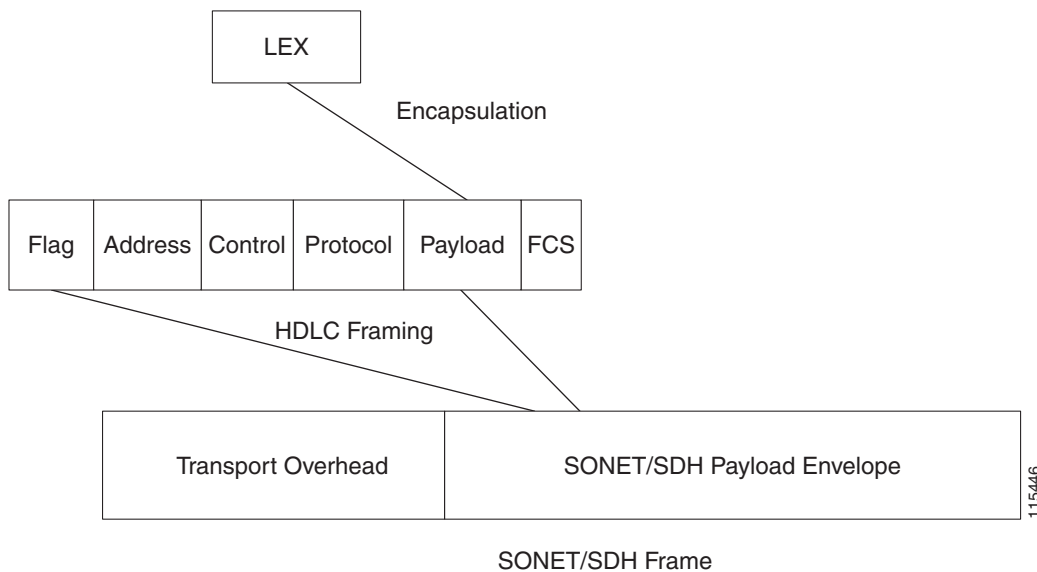 LEX
Encapsulation
Flag Address Control Protocol Payload FCS
HDLC Framing
Transport Overhead SONET/SDH Payload Envelope
115446
SONET/SDH Frame